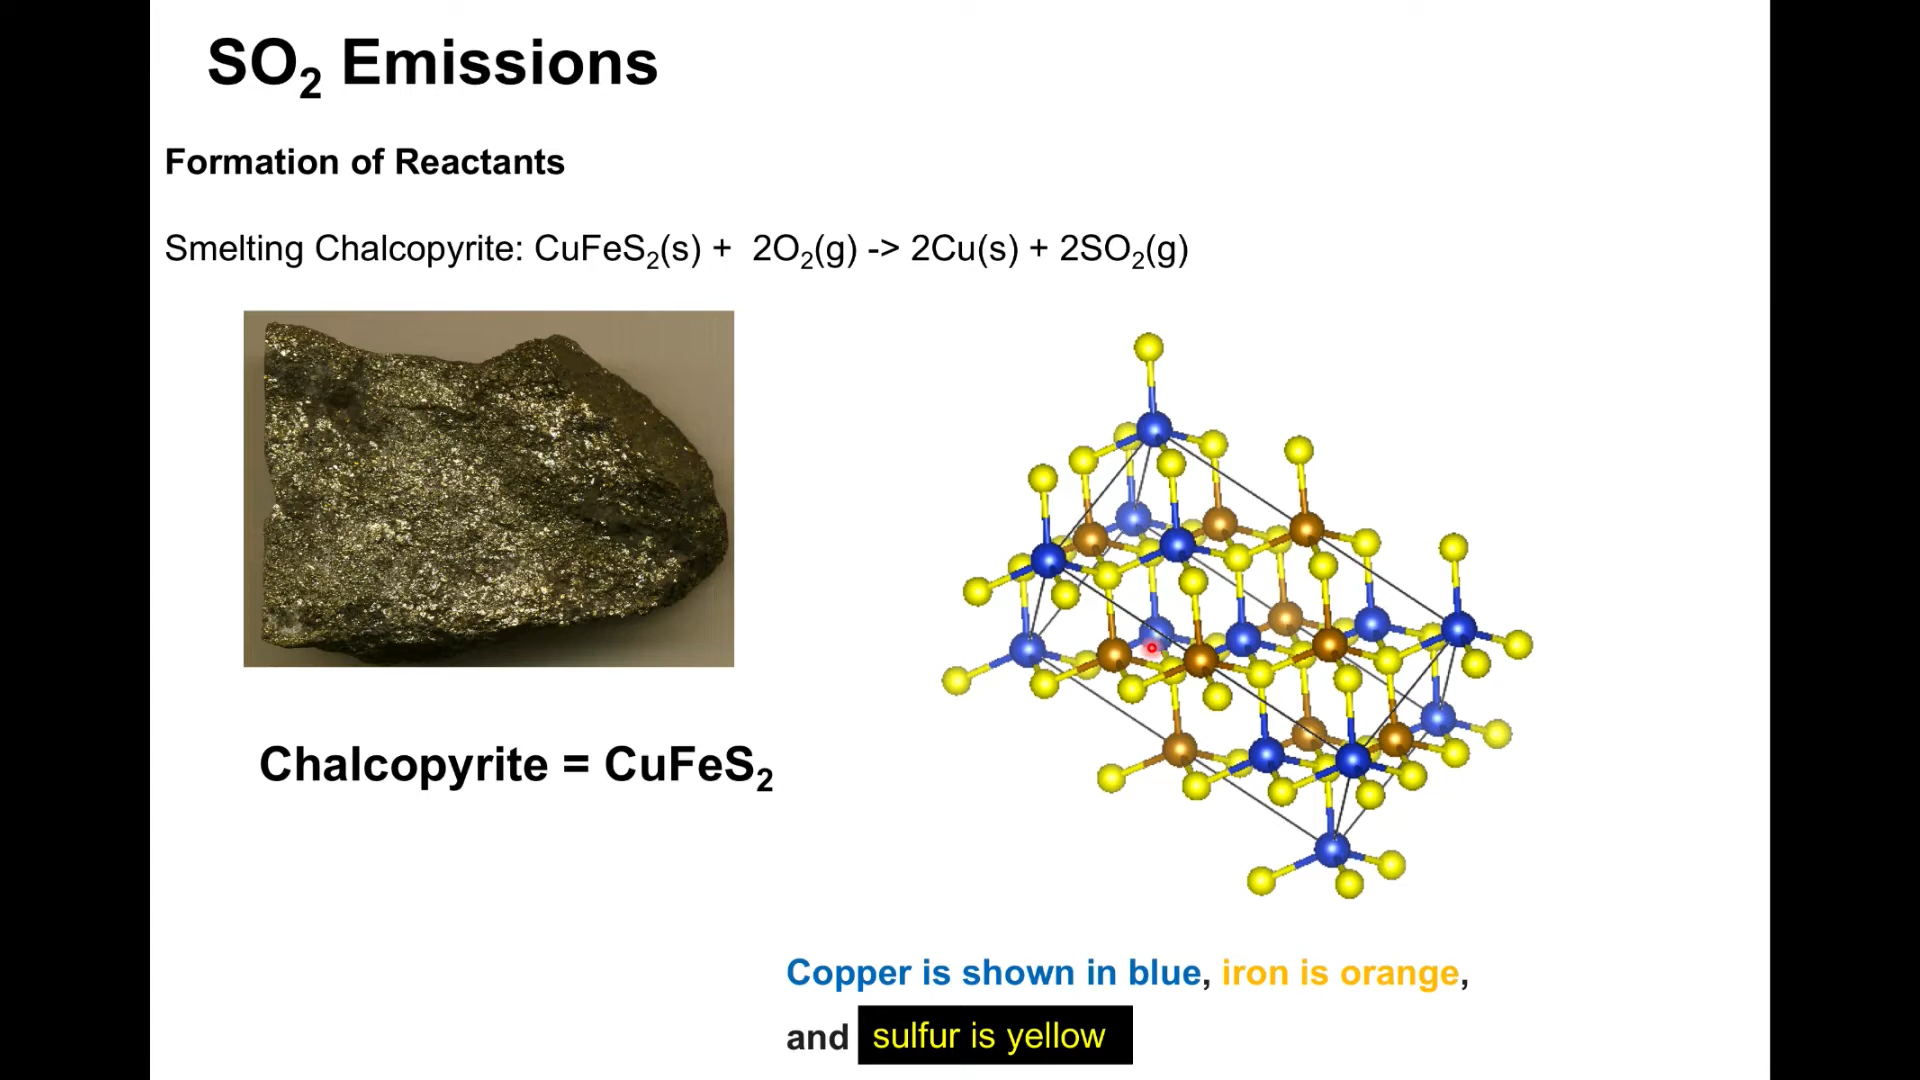 SO₂ Emissions
Formation of Reactants
Smelting Chalcopyrite: CuFeS₂(s) + 2O₂(g) -> 2Cu(s) + 2SO₂(g)
Chalcopyrite = CuFeS₂
Copper is shown in blue, iron is orange,
and sulfur is yellow